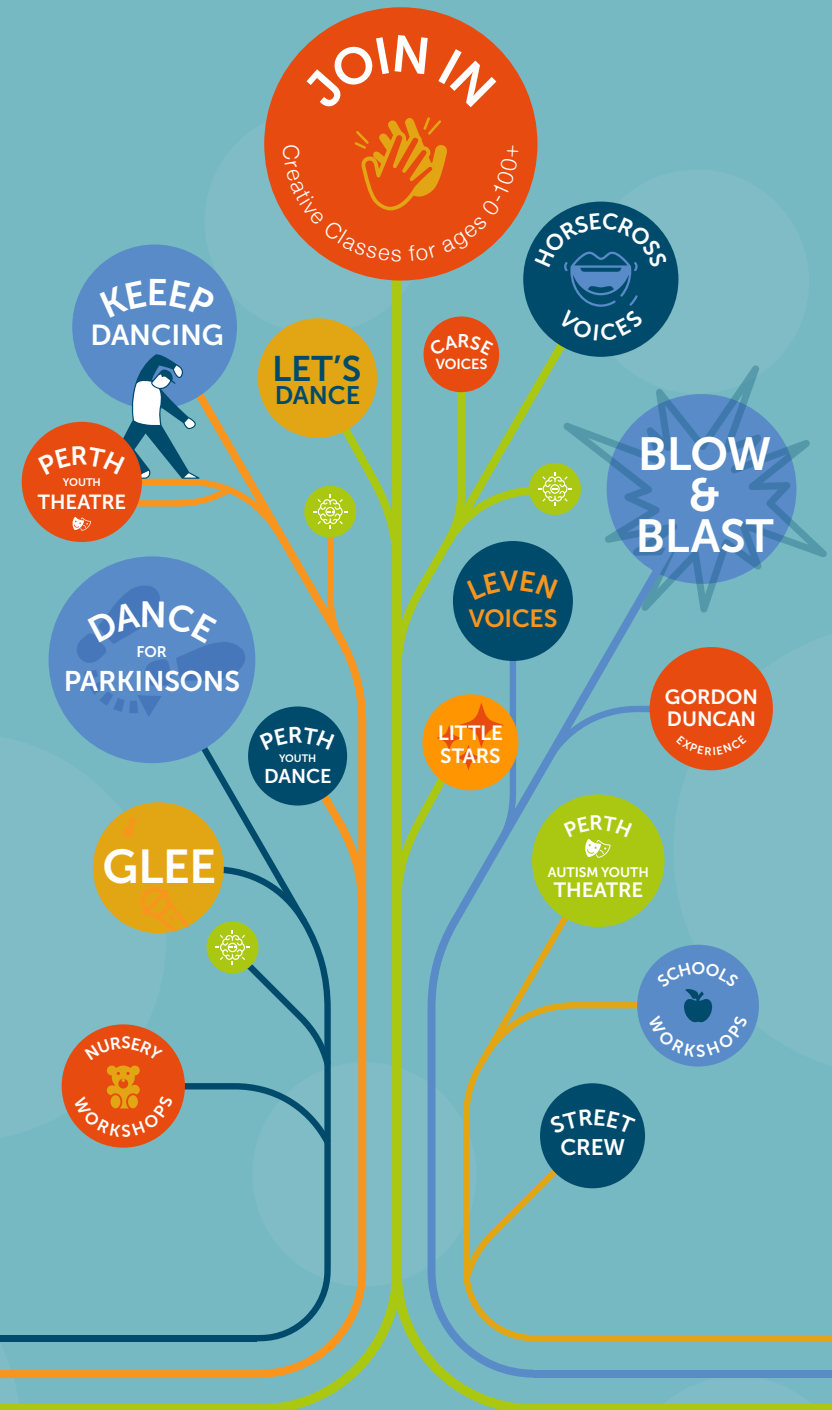 JOIN IN
Creative Classes for ages 0-100+
HORSECROSS
VOICES
KEEEP
DANCING
LET'S
DANCE
CARSE
VOICES
PERTH
YOUTH
THEATRE
BLOW
&
BLAST
LEVEN
VOICES
DANCE
FOR
PARKINSONS
GORDON
DUNCAN
EXPERIENCE
PERTH
YOUTH
DANCE
LITTLE
STARS
GLEE
PERTH
AUTISM YOUTH
THEATRE
SCHOOLS
WORKSHOPS
NURSERY
WORKSHOPS
STREET
CREW